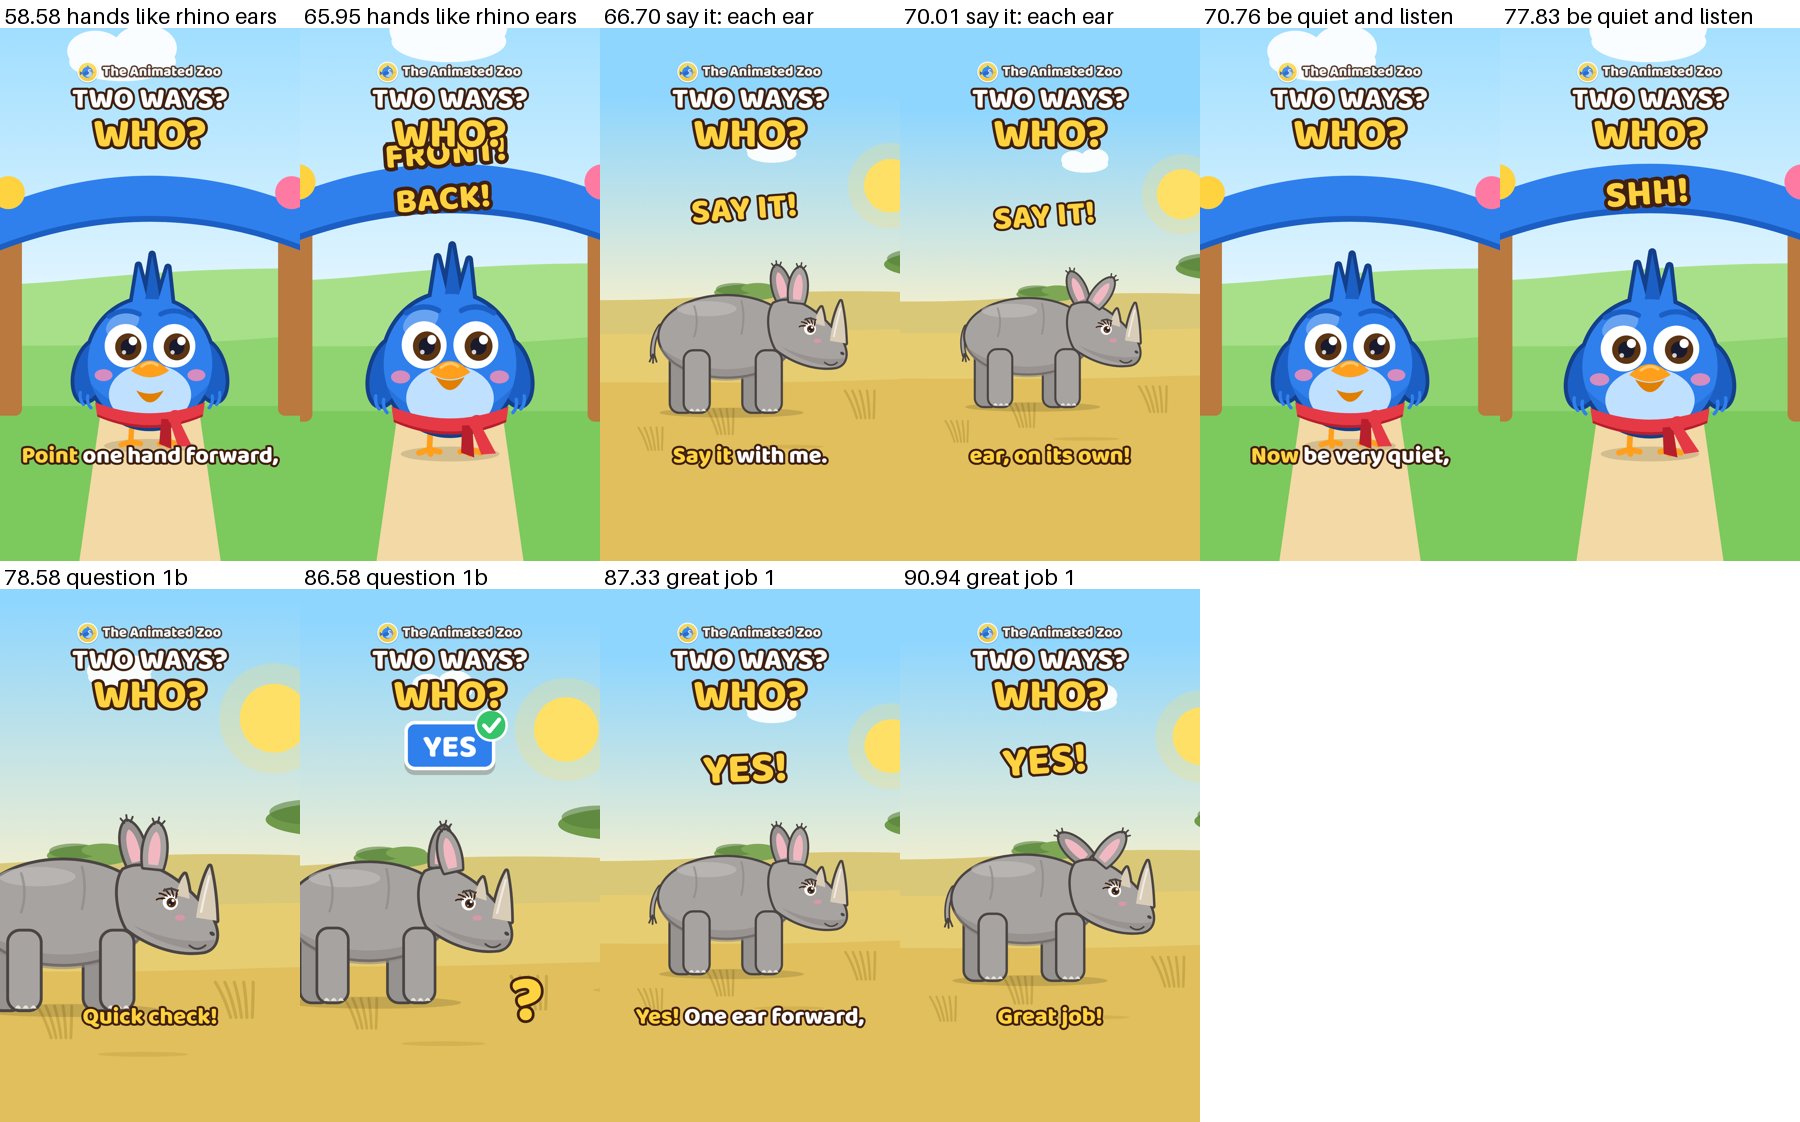 58.58 hands like rhino ears
The Animated Zoo
TWO WAYS?
WHO?
Point one hand forward,
65.95 hands like rhino ears
The Animated Zoo
TWO WAYS?
WHO?
FRONT!
BACK!
66.70 say it: each ear
The Animated Zoo
TWO WAYS?
WHO?
SAY IT!
Say it with me.
70.01 say it: each ear
The Animated Zoo
TWO WAYS?
WHO?
SAY IT!
ear, on its own!
70.76 be quiet and listen
The Animated Zoo
TWO WAYS?
WHO?
Now be very quiet,
77.83 be quiet and listen
The Animated Zoo
TWO WAYS?
WHO?
SHH!
78.58 question 1b
The Animated Zoo
TWO WAYS?
WHO?
Quick check!
86.58 question 1b
The Animated Zoo
TWO WAYS?
WHO?
YES
?
87.33 great job 1
The Animated Zoo
TWO WAYS?
WHO?
YES!
Yes! One ear forward,
90.94 great job 1
The Animated Zoo
TWO WAYS?
WHO?
YES!
Great job!